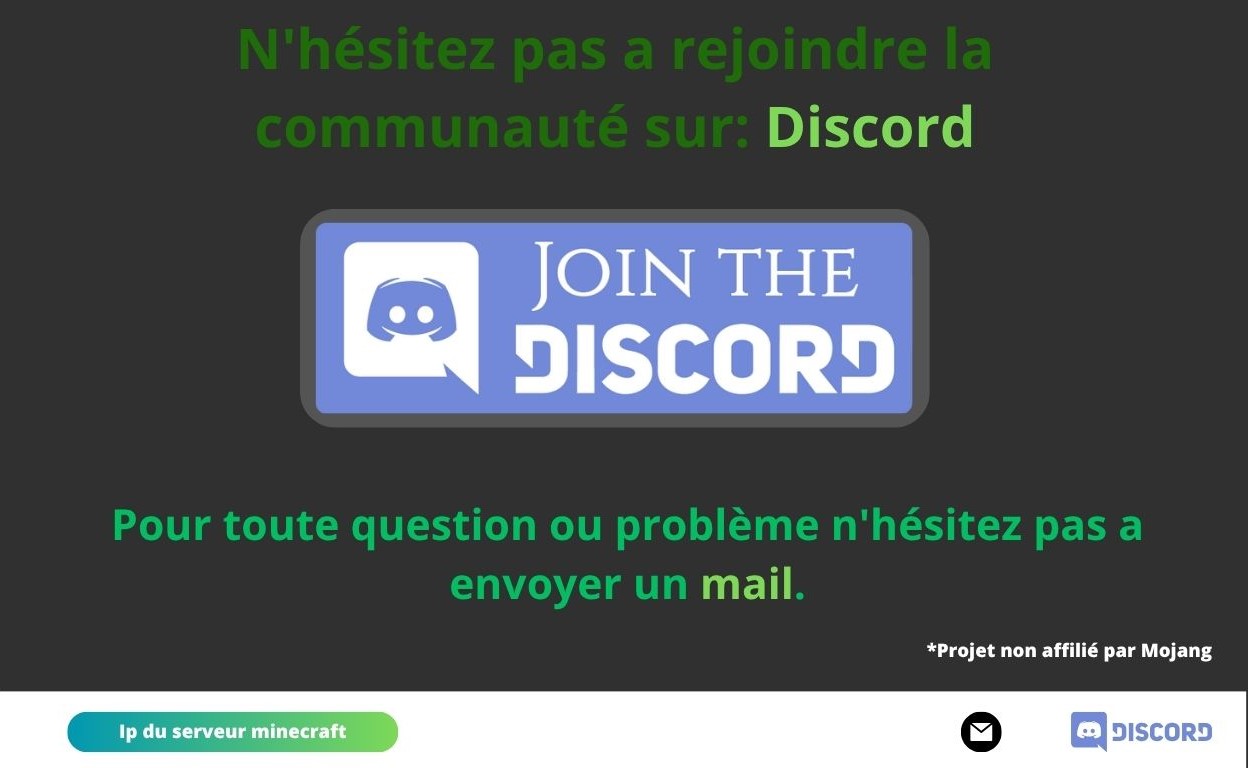 N'hésitez pas a rejoindre la
communauté sur: Discord
JOIN THE
DISCORD
Pour toute question ou problème n'hésitez pas a
envoyer un mail.
*Projet non affilié par Mojang
Ip du serveur minecraft
DISCORD